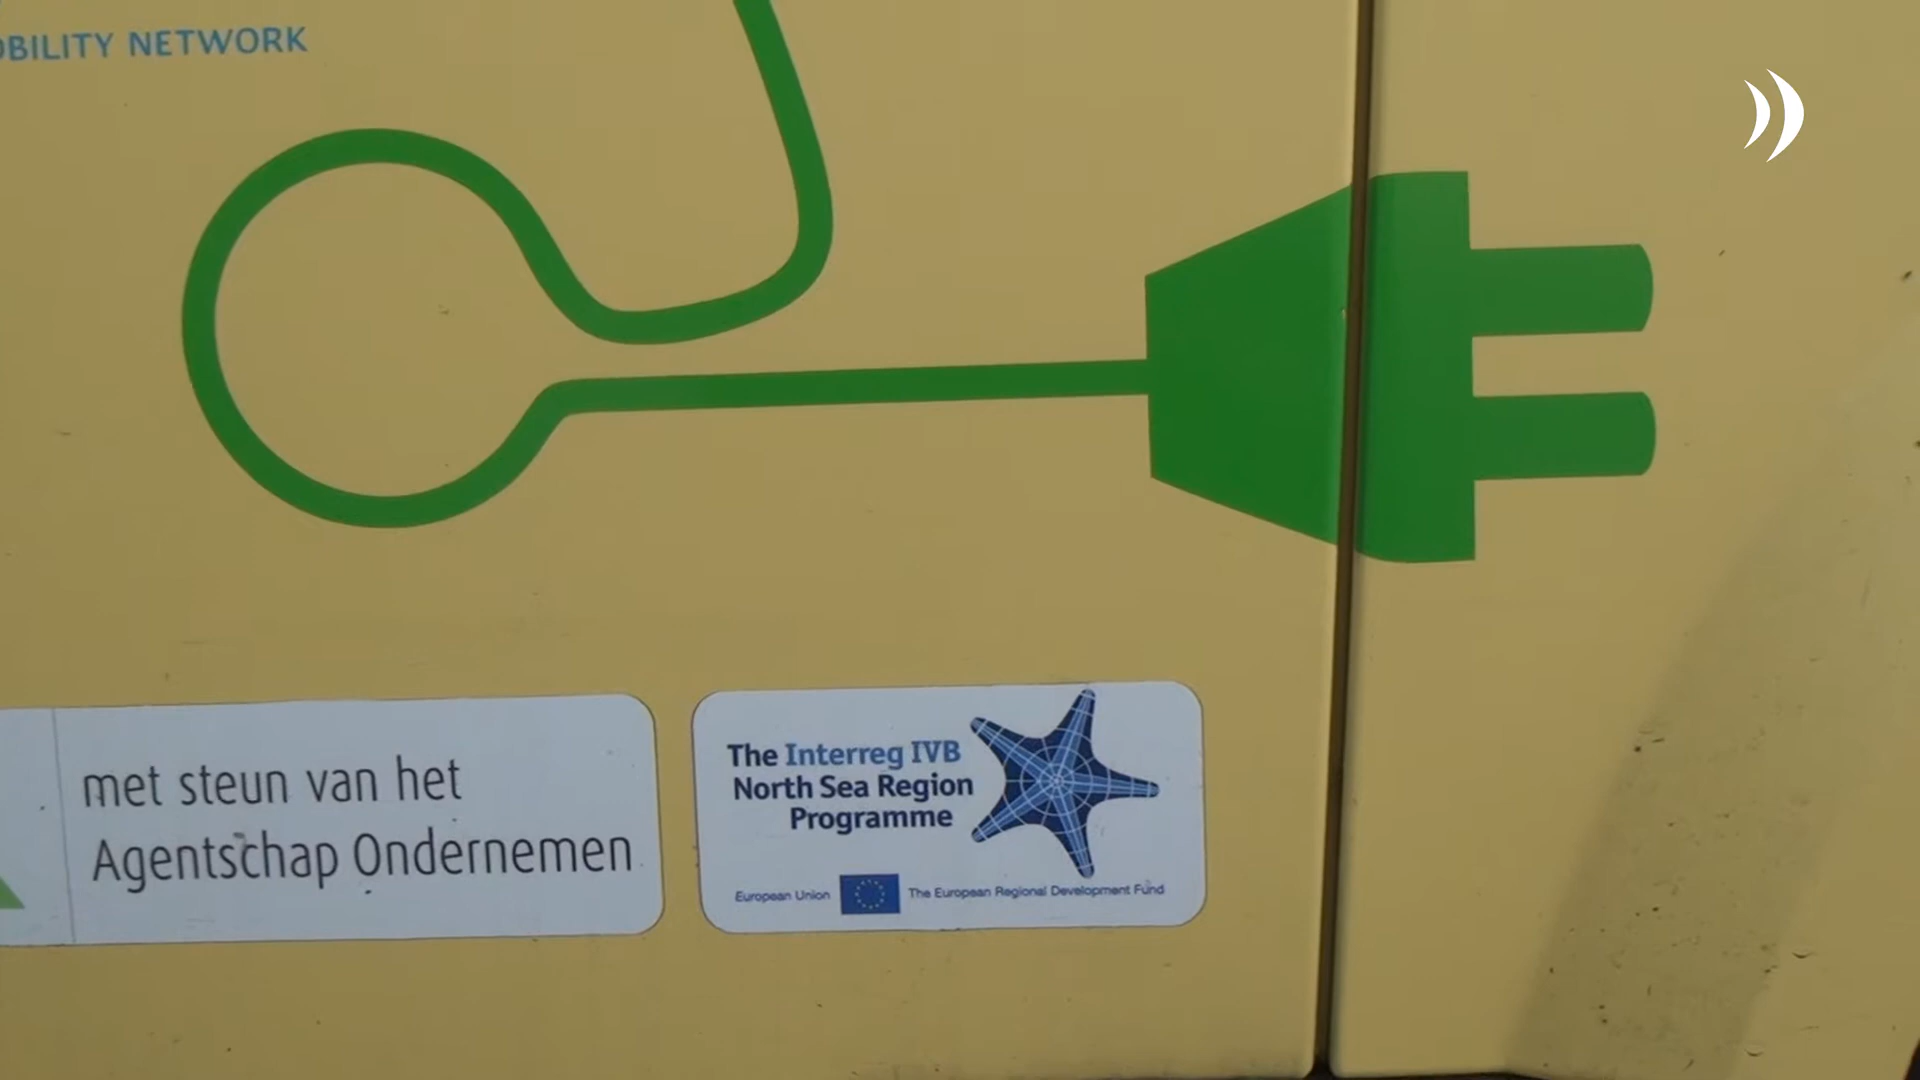 NETWORK
met steun van het
Agentschap Ondernemen
The Interreg IVB
North Sea Region
Programme
European Union
The European Regional Development Fund